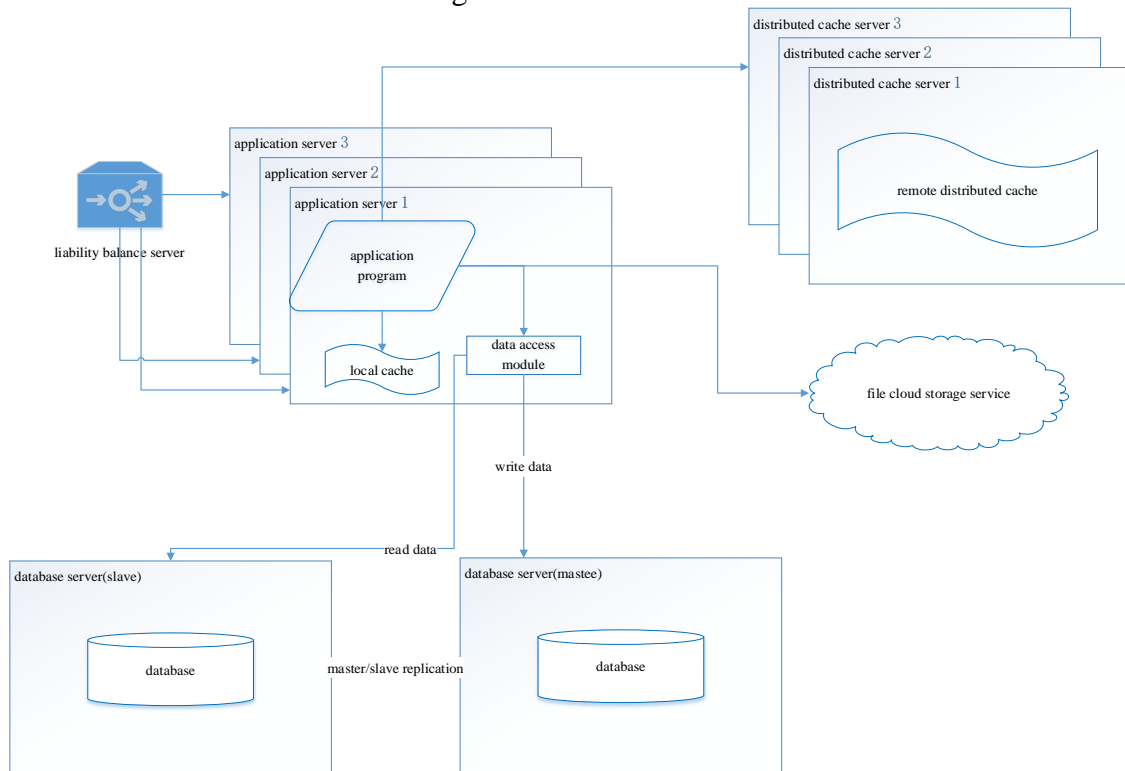 distributed cache server 3
distributed cache server 2
distributed cache server 1
remote distributed cache
application server 3
application server 2
application server 1
liability balance server
application
program
local cache
data access
module
file cloud storage service
write data
read data
database server(slave)
database server(mastee)
database
master/slave replication
database